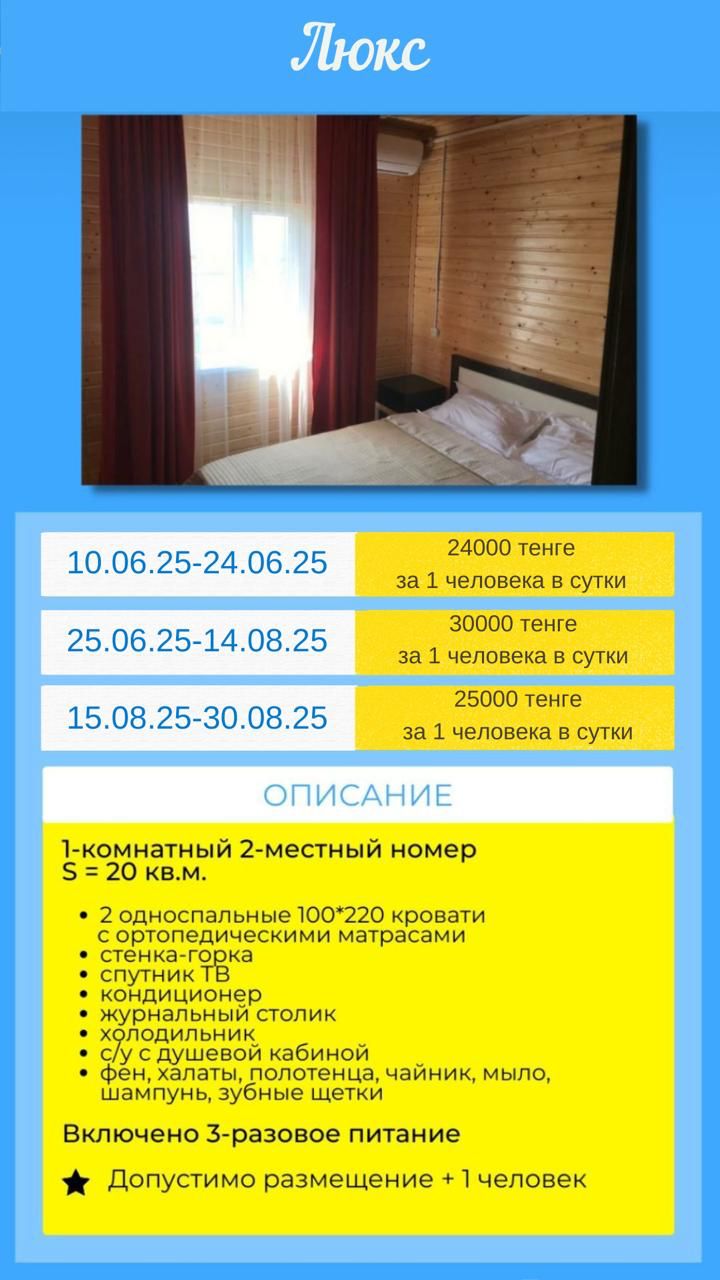 Люкс
10.06.25-24.06.25
24000 тенге
за 1 человека в сутки
25.06.25-14.08.25
30000 тенге
за 1 человека в сутки
15.08.25-30.08.25
25000 тенге
за 1 человека в сутки
ОПИСАНИЕ
1-комнатный 2-местный номер
S = 20 кв.м.
• 2 односпальные 100*220 кровати
с ортопедическими матрасами
• стенка-горка
• спутник ТВ
• кондиционер
• журнальный столик
• холодильник
• с/у с душевой кабиной
• фен, халаты, полотенца, чайник, мыло,
шампунь, зубные щетки
Включено 3-разовое питание
★ Допустимо размещение + 1 человек